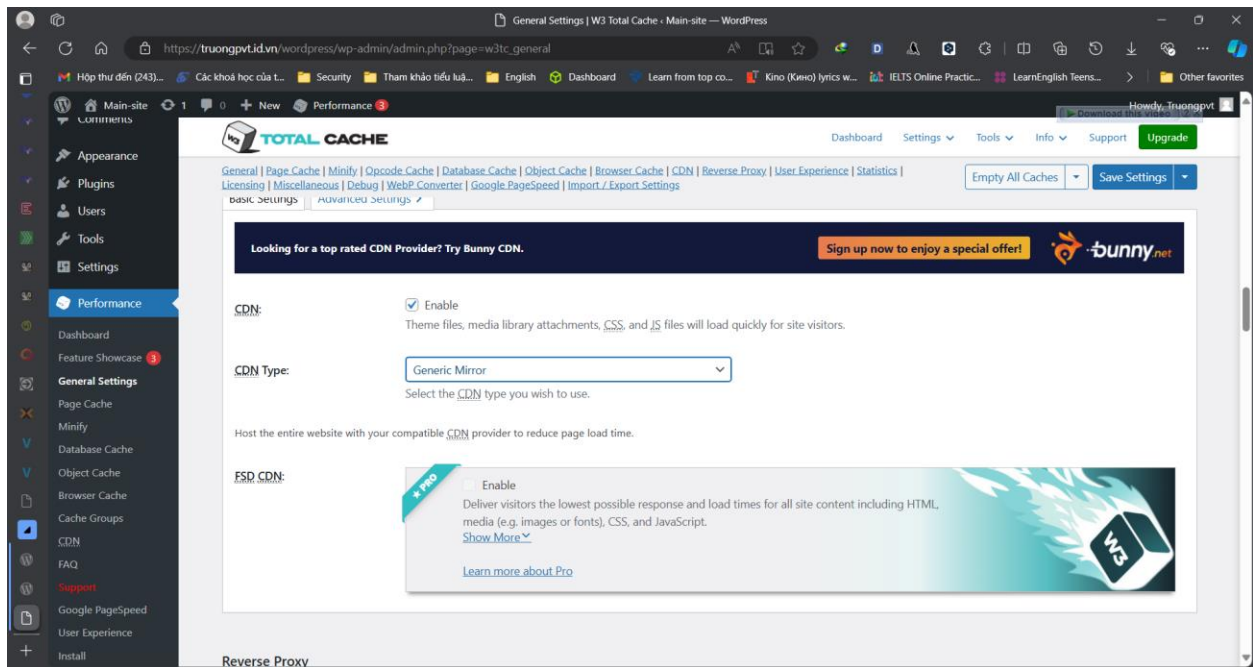 General Settings | W3 Total Cache ‹ Main-site — WordPress
https://truongpvt.id.vn/wordpress/wp-admin/admin.php?page=w3tc_general
Hộp thư đến (243)...
Các khoá học của t...
Security
Tham khảo tiểu luậ...
English
Dashboard
Learn from top co...
Kino (Кино) lyrics w...
IELTS Online Practic...
LearnEnglish Teens...
Other favorites
Main-site
1
0
New
Performance 3
Howdy, Truongpvt
Download this video
Comments
Appearance
Plugins
Users
Tools
Settings
Performance
Dashboard
Feature Showcase 3
General Settings
Page Cache
Minify
Database Cache
Object Cache
Browser Cache
Cache Groups
CDN
FAQ
Support
Google PageSpeed
User Experience
Install
W3 TOTAL CACHE
Dashboard
Settings
Tools
Info
Support
Upgrade
General | Page Cache | Minify | Opcode Cache | Database Cache | Object Cache | Browser Cache | CDN | Reverse Proxy | User Experience | Statistics |
Licensing | Miscellaneous | Debug | WebP Converter | Google PageSpeed | Import / Export Settings
Empty All Caches
Save Settings
Basic Settings
Advanced Settings
Looking for a top rated CDN Provider? Try Bunny CDN.
Sign up now to enjoy a special offer!
bunny.net
CDN:
Enable
Theme files, media library attachments, CSS, and JS files will load quickly for site visitors.
CDN Type:
Generic Mirror
Select the CDN type you wish to use.
Host the entire website with your compatible CDN provider to reduce page load time.
FSD CDN:
PRO
Enable
Deliver visitors the lowest possible response and load times for all site content including HTML,
media (e.g. images or fonts), CSS, and JavaScript.
Show More
Learn more about Pro
W3
Reverse Proxy